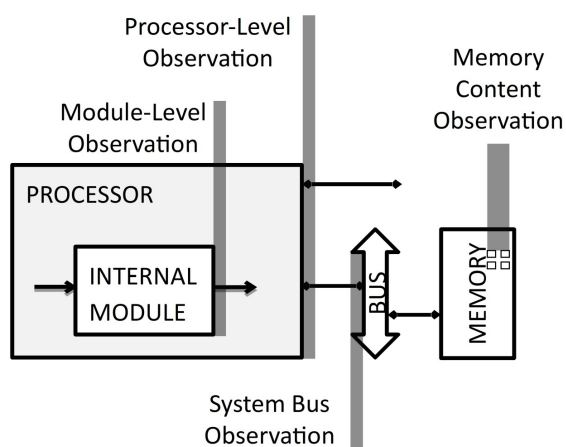 Processor-Level
Observation
Memory
Content
Observation
Module-Level
Observation
PROCESSOR
INTERNAL
MODULE
BUS
MEMORY
System Bus
Observation